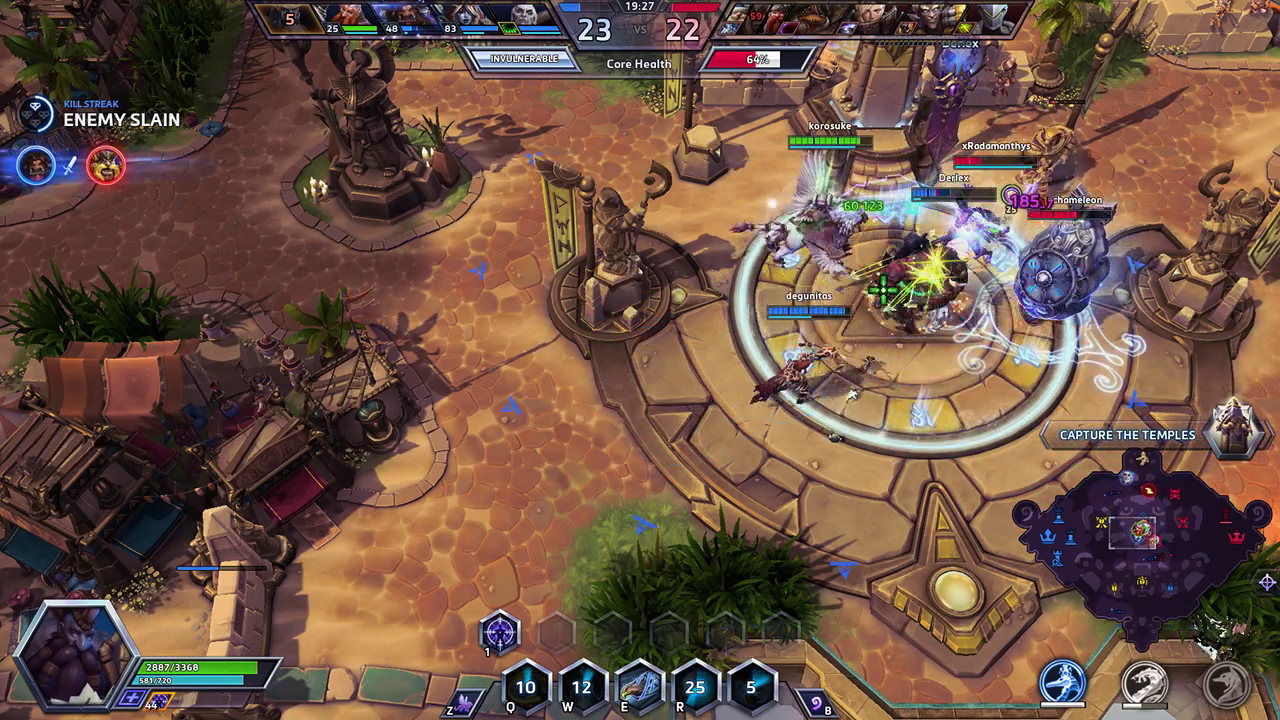 5
25
48
83
19:27
23 VS 22
59
INVULNERABLE
Core Health
64%
Derlex
KILL STREAK
ENEMY SLAIN
korosuke
xRadamanthys
Derlex
60 123
185
25
chameleon
degunitas
CAPTURE THE TEMPLES
1
2887/3368
581/720
44
10
12
25
5
Z
Q
W
E
R
B